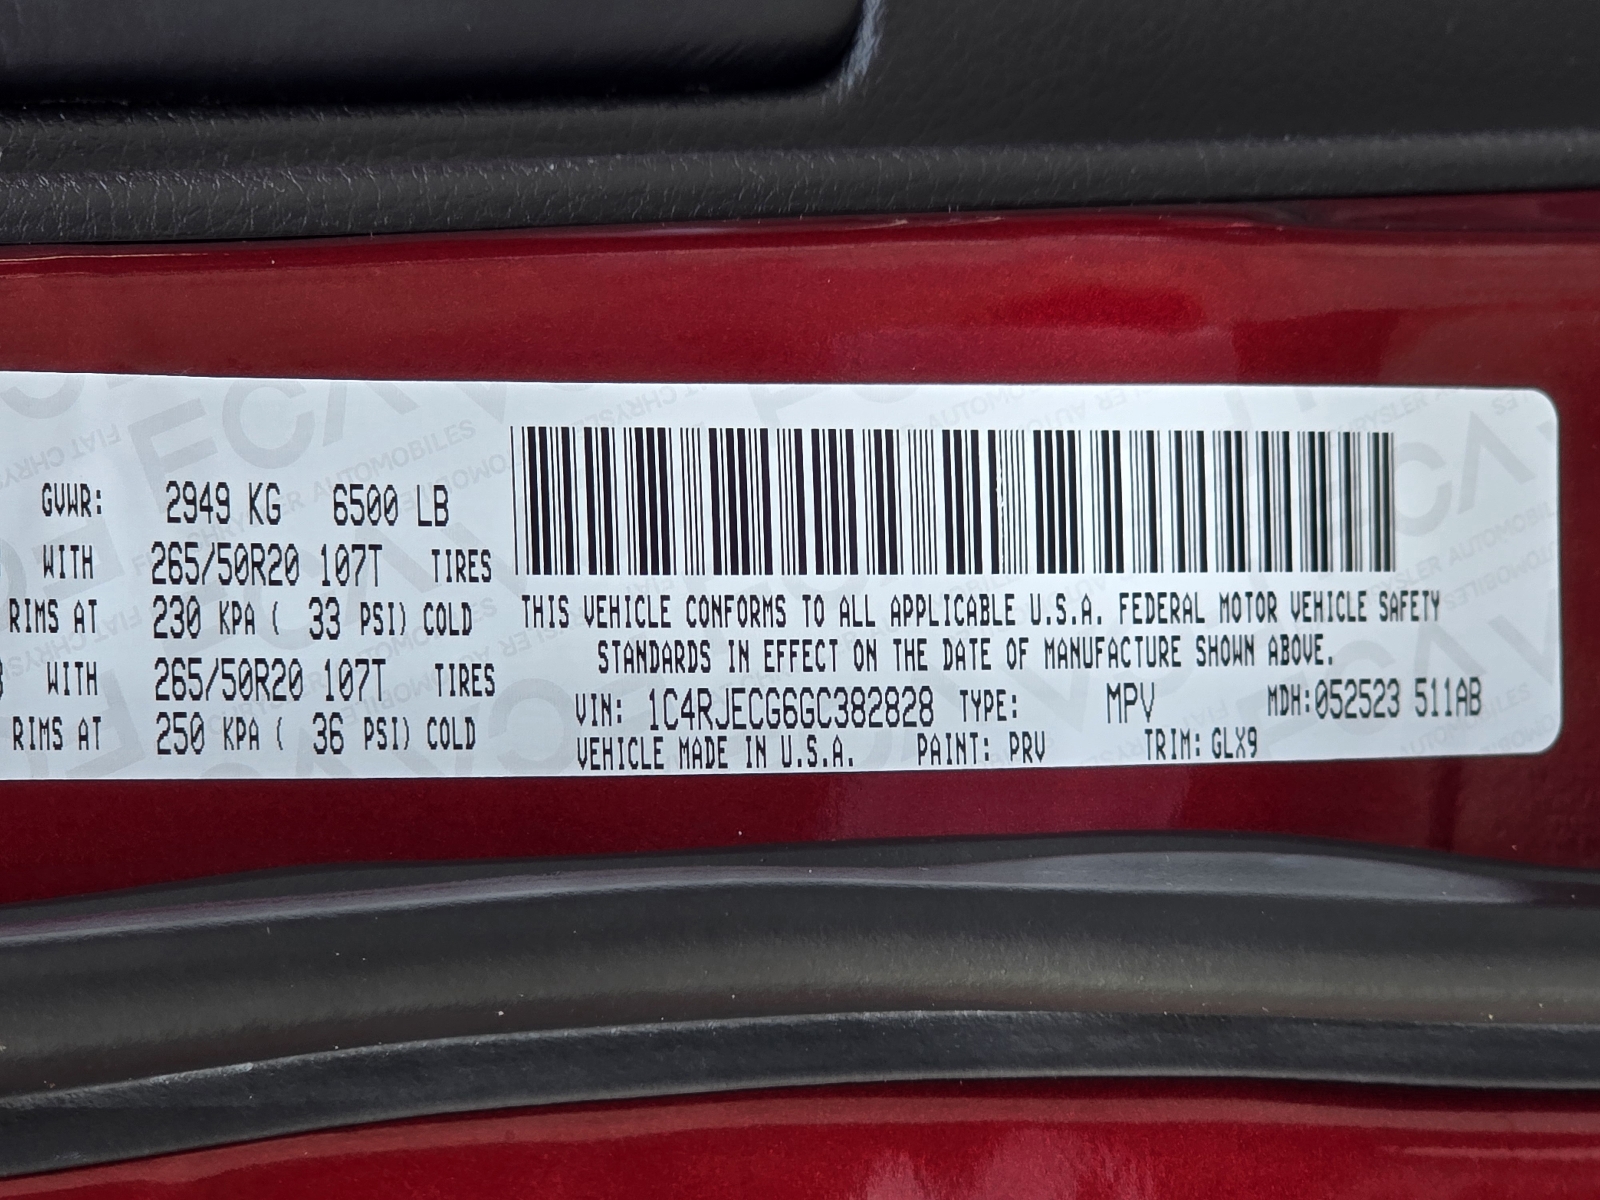 GVWR: 2949 KG 6500 LB
WITH 265/50R20 107T TIRES
RIMS AT 230 KPA ( 33 PSI) COLD
WITH 265/50R20 107T TIRES
RIMS AT 250 KPA ( 36 PSI) COLD
THIS VEHICLE CONFORMS TO ALL APPLICABLE U.S.A. FEDERAL MOTOR VEHICLE SAFETY
STANDARDS IN EFFECT ON THE DATE OF MANUFACTURE SHOWN ABOVE.
VIN: 1C4RJECG6GC382828 TYPE: MPV MDH:052523 511AB
VEHICLE MADE IN U.S.A. PAINT: PRV TRIM: GLX9